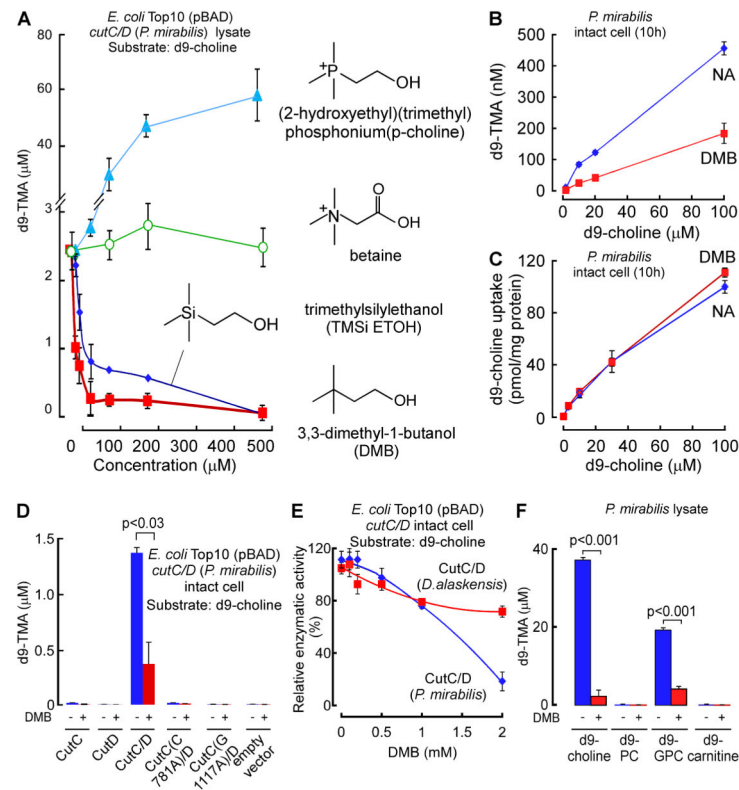 A
E. coli Top10 (pBAD)
cutC/D (P. mirabilis) lysate
Substrate: d9-choline
d9-TMA (μM)
80
60
40
20
3
2
1
0
0 100 200 300 400 500
Concentration (μM)
P
+
OH
(2-hydroxyethyl)(trimethyl)
phosphonium(p-choline)
N
+
O
OH
betaine
Si
OH
trimethylsilylethanol
(TMSi ETOH)
OH
3,3-dimethyl-1-butanol
(DMB)
B
P. mirabilis
intact cell (10h)
d9-TMA (nM)
500
400
300
200
100
0
NA
DMB
0 20 40 60 80 100
d9-choline (μM)
C
P. mirabilis
intact cell (10h)
d9-choline uptake
(pmol/mg protein)
120
80
40
0
DMB
NA
0 20 40 60 80 100
d9-choline (μM)
D
E. coli Top10 (pBAD)
cutC/D (P. mirabilis)
intact cell
Substrate: d9-choline
p<0.03
d9-TMA (μM)
1.5
1.0
0.5
0
DMB - + - + - + - + - + - +
CutC
CutD
CutC/D
CutC(C
781A)/D
CutC(G
1117A)/D
empty
vector
E
E. coli Top10 (pBAD)
cutC/D intact cell
Substrate: d9-choline
Relative enzymatic activity
(%)
120
100
80
60
40
20
0
CutC/D
(D.alaskensis)
CutC/D
(P. mirabilis)
0 0.5 1.0 1.5 2
DMB (mM)
F
P. mirabilis lysate
d9-TMA (μM)
40
20
0
p<0.001
p<0.001
DMB - + - + - + - +
d9-
choline
d9-
PC
d9-
GPC
d9-
carnitine